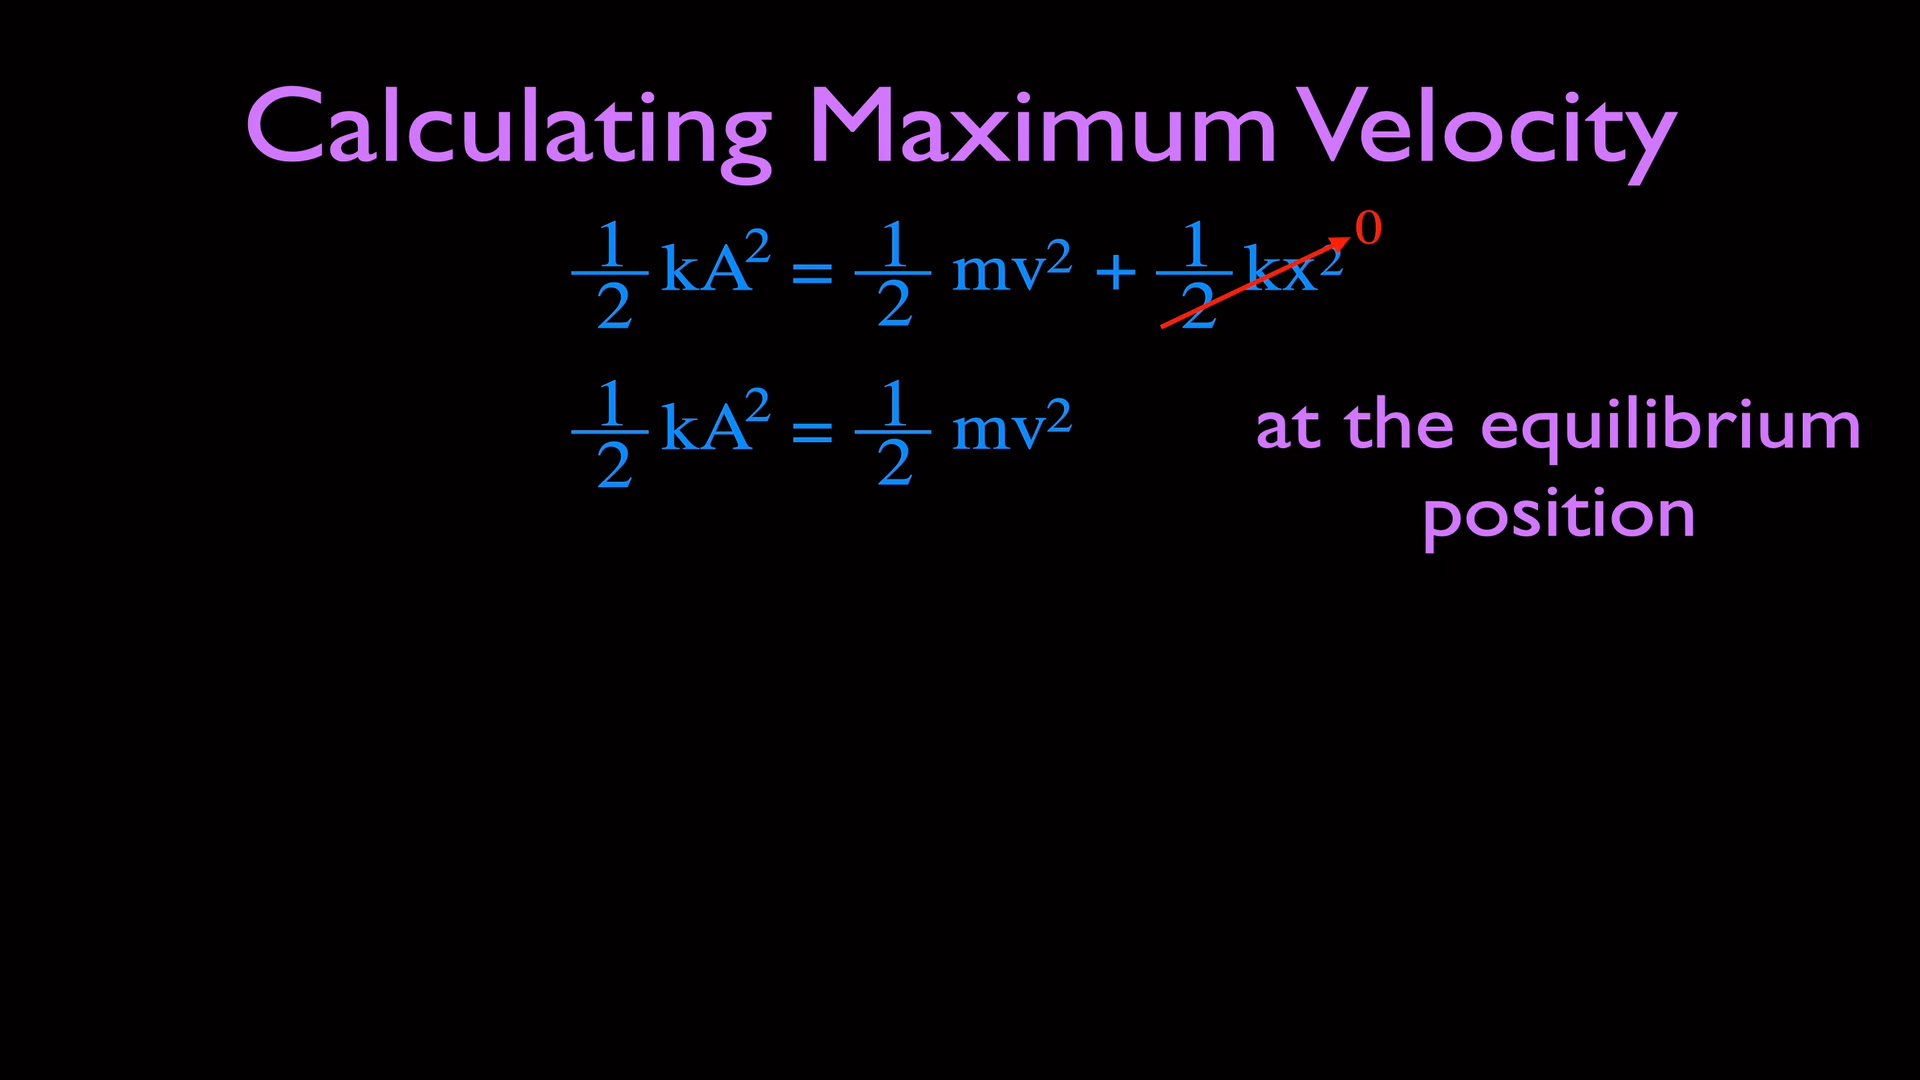 Calculating Maximum Velocity
1/2 kA² = 1/2 mv² + 1/2 kx² 0
1/2 kA² = 1/2 mv²
at the equilibrium
position